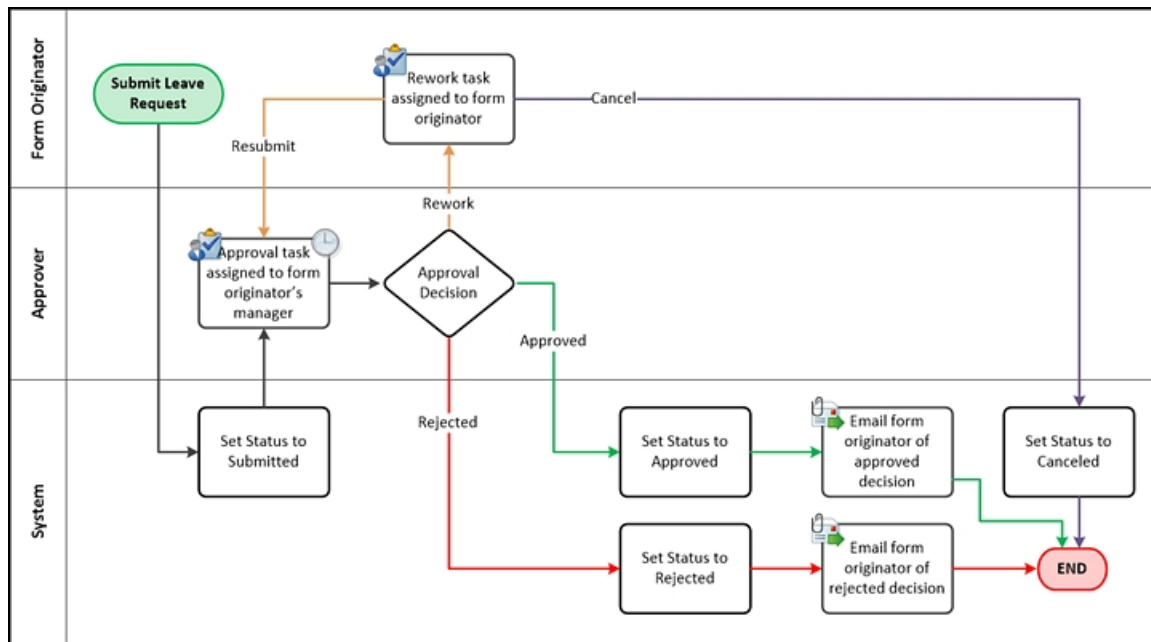 Form Originator
Submit Leave
Request
Rework task
assigned to form
originator
Cancel
Resubmit
Rework
Approver
Approval task
assigned to form
originator's
manager
Approval
Decision
Approved
Rejected
System
Set Status to
Submitted
Set Status to
Approved
Email form
originator of
approved
decision
Set Status to
Canceled
Set Status to
Rejected
Email form
originator of
rejected decision
END